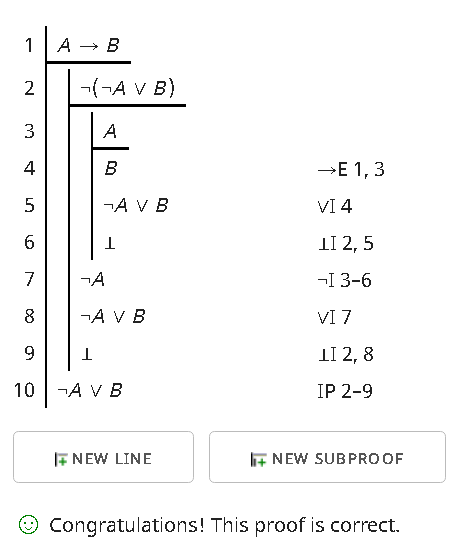 1 A → B
2 ¬(¬A ∨ B)
3 A
4 B →E 1, 3
5 ¬A ∨ B ∨I 4
6 ⊥ ⊥I 2, 5
7 ¬A ¬I 3–6
8 ¬A ∨ B ∨I 7
9 ⊥ ⊥I 2, 8
10 ¬A ∨ B IP 2–9
NEW LINE NEW SUBPROOF
Congratulations! This proof is correct.